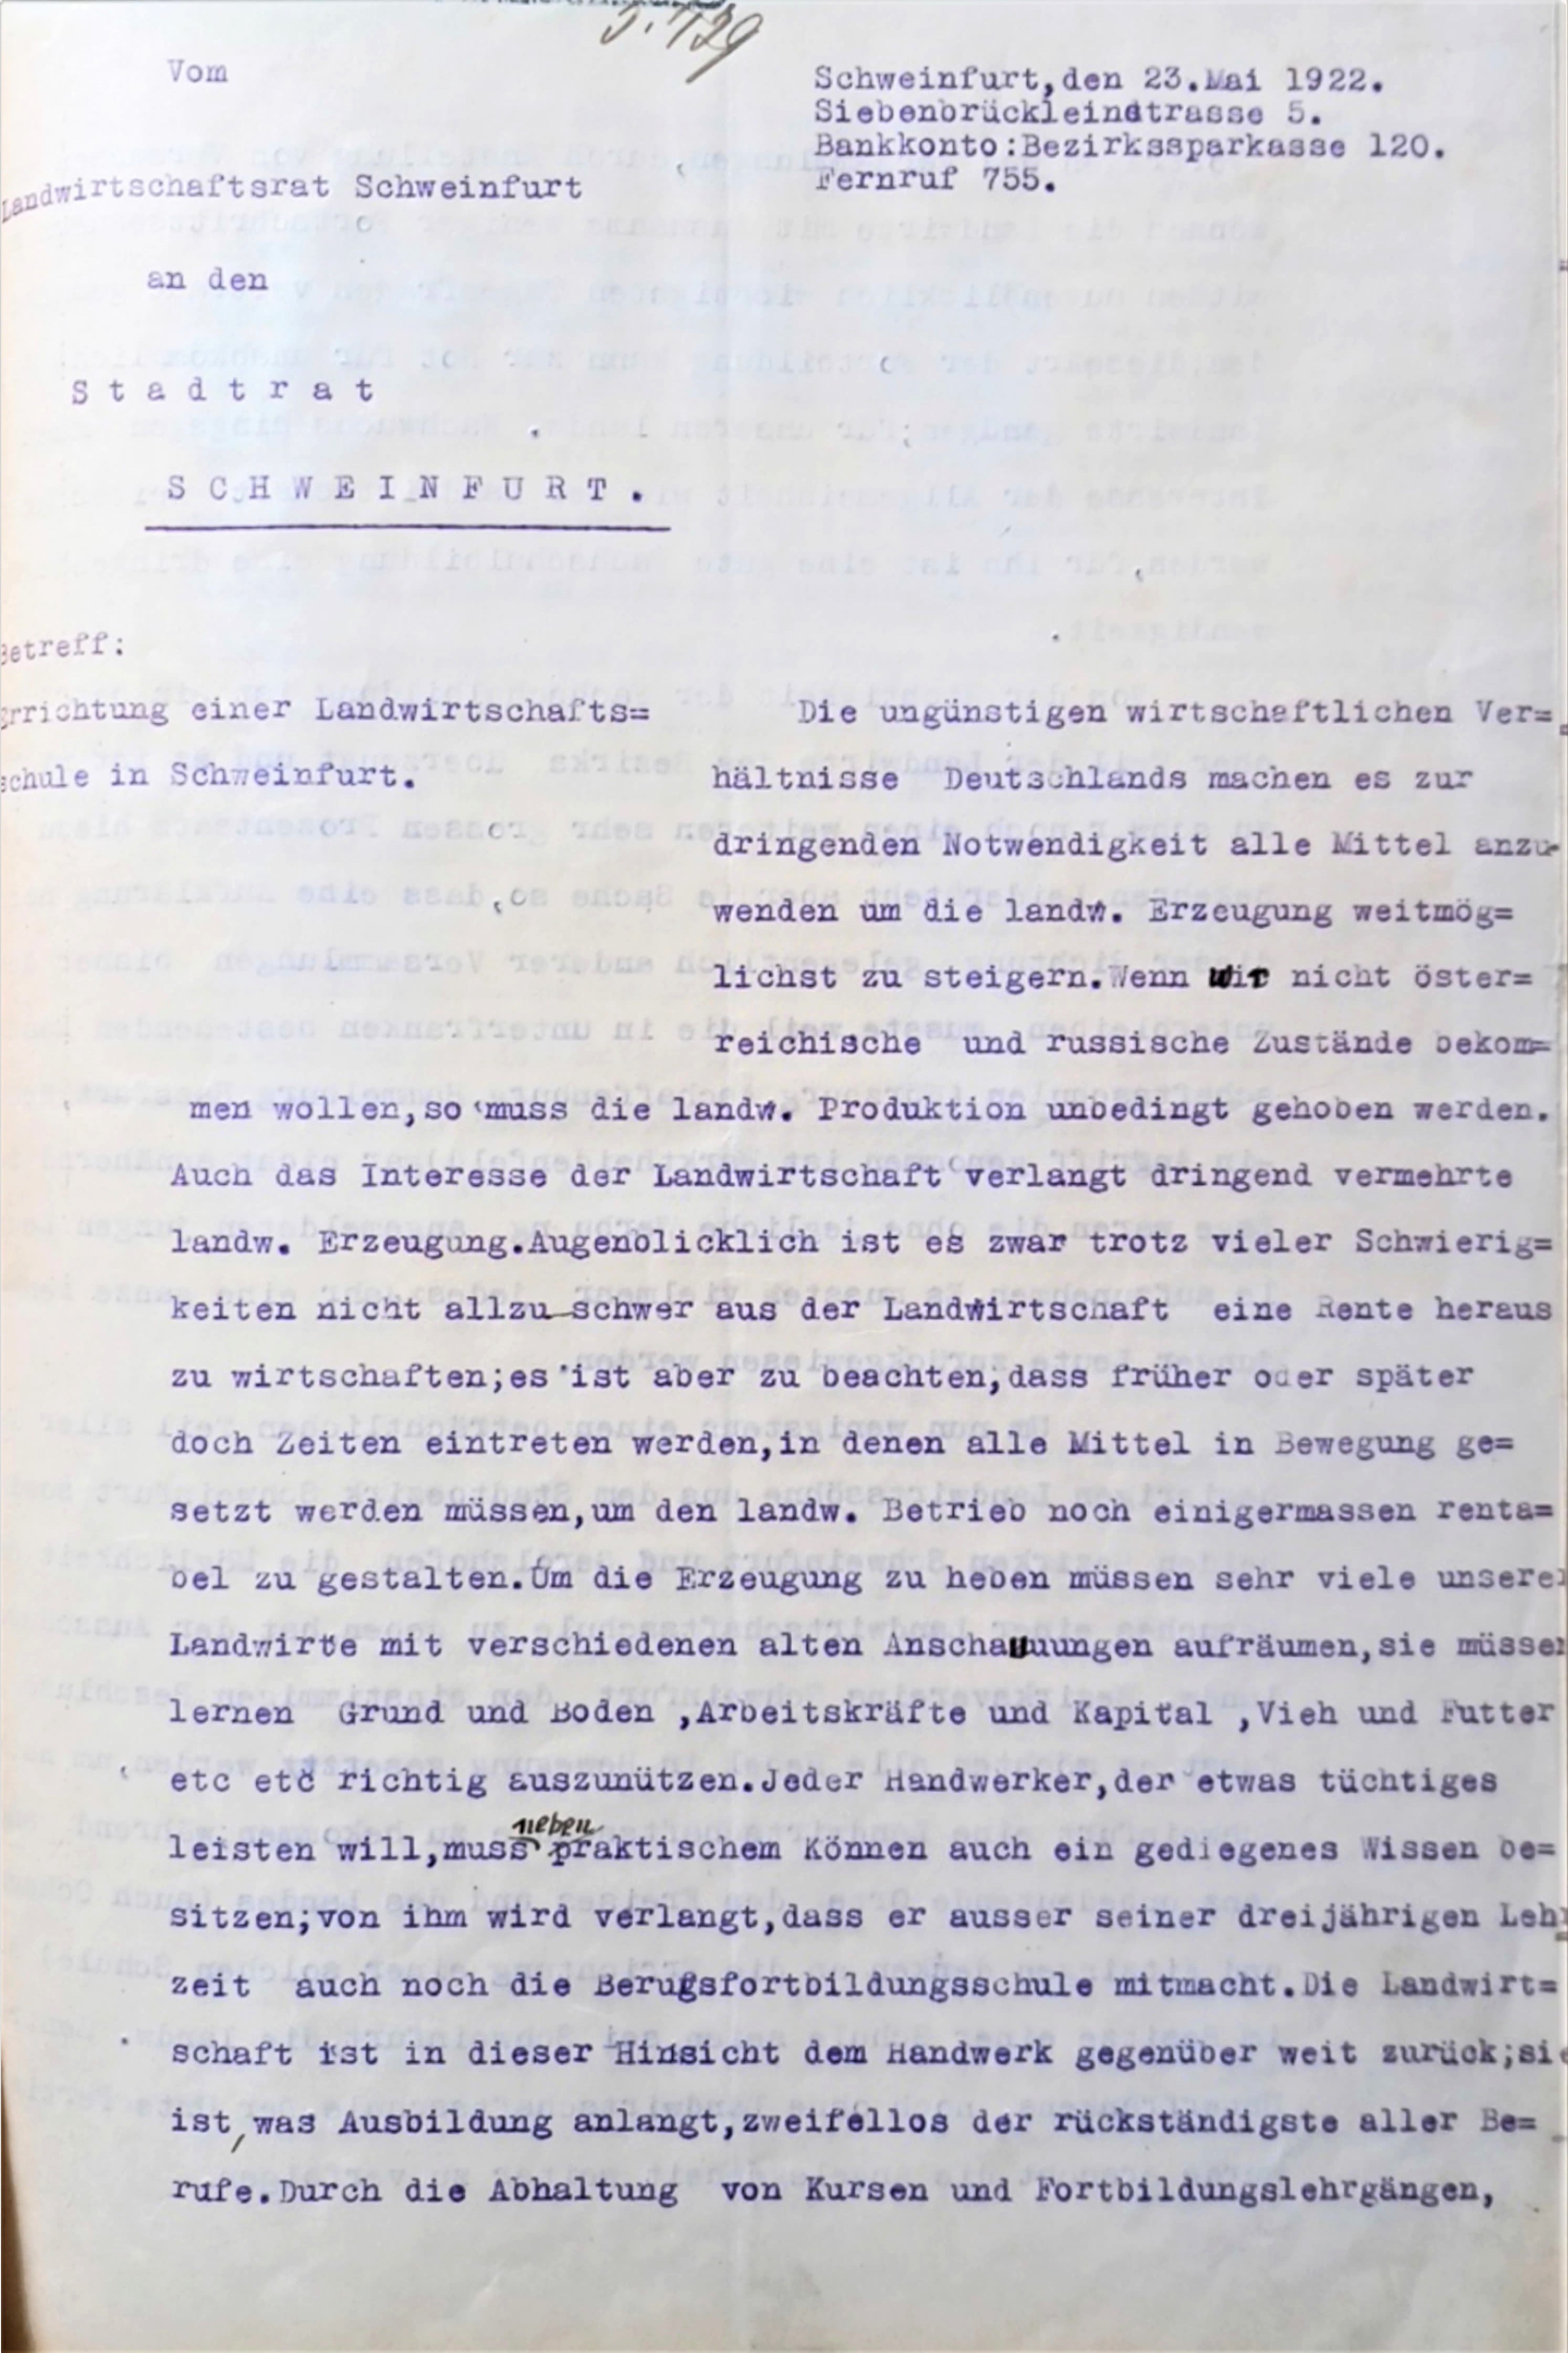 Vom
Schweinfurt,den 23.Mai 1922.
Siebenbrückleindtrasse 5.
Bankkonto:Bezirkssparkasse 120.
Fernruf 755.
Landwirtschaftsrat Schweinfurt
an den
S t a d t r a t
S C H W E I N F U R T .
Betreff:
Errichtung einer Landwirtschafts=
schule in Schweinfurt.
Die ungünstigen wirtschaftlichen Ver=
hältnisse Deutschlands machen es zur
dringenden Notwendigkeit alle Mittel anzu-
wenden um die landw. Erzeugung weitmög=
lichst zu steigern.Wenn wir nicht öster=
reichische und russische Zustände bekom=
men wollen,so muss die landw. Produktion unbedingt gehoben werden.
Auch das Interesse der Landwirtschaft verlangt dringend vermehrte
landw. Erzeugung.Augenblicklich ist es zwar trotz vieler Schwierig=
keiten nicht allzu schwer aus der Landwirtschaft eine Rente heraus
zu wirtschaften;es ist aber zu beachten,dass früher oder später
doch Zeiten eintreten werden,in denen alle Mittel in Bewegung ge=
setzt werden müssen,um den landw. Betrieb noch einigermassen renta=
bel zu gestalten.Um die Erzeugung zu heben müssen sehr viele unserer
Landwirte mit verschiedenen alten Anschauuungen aufräumen,sie müssen
lernen Grund und Boden ,Arbeitskräfte und Kapital ,Vieh und Futter
etc etc richtig auszunützen.Jeder Handwerker,der etwas tüchtiges
leisten will,muss neben praktischem Können auch ein gediegenes Wissen be=
sitzen;von ihm wird verlangt,dass er ausser seiner dreijährigen Lehr=
zeit auch noch die Berufsfortbildungsschule mitmacht.Die Landwirt=
schaft ist in dieser Hinsicht dem Handwerk gegenüber weit zurück;sie
ist,was Ausbildung anlangt,zweifellos der rückständigste aller Be=
rufe.Durch die Abhaltung von Kursen und Fortbildungslehrgängen,